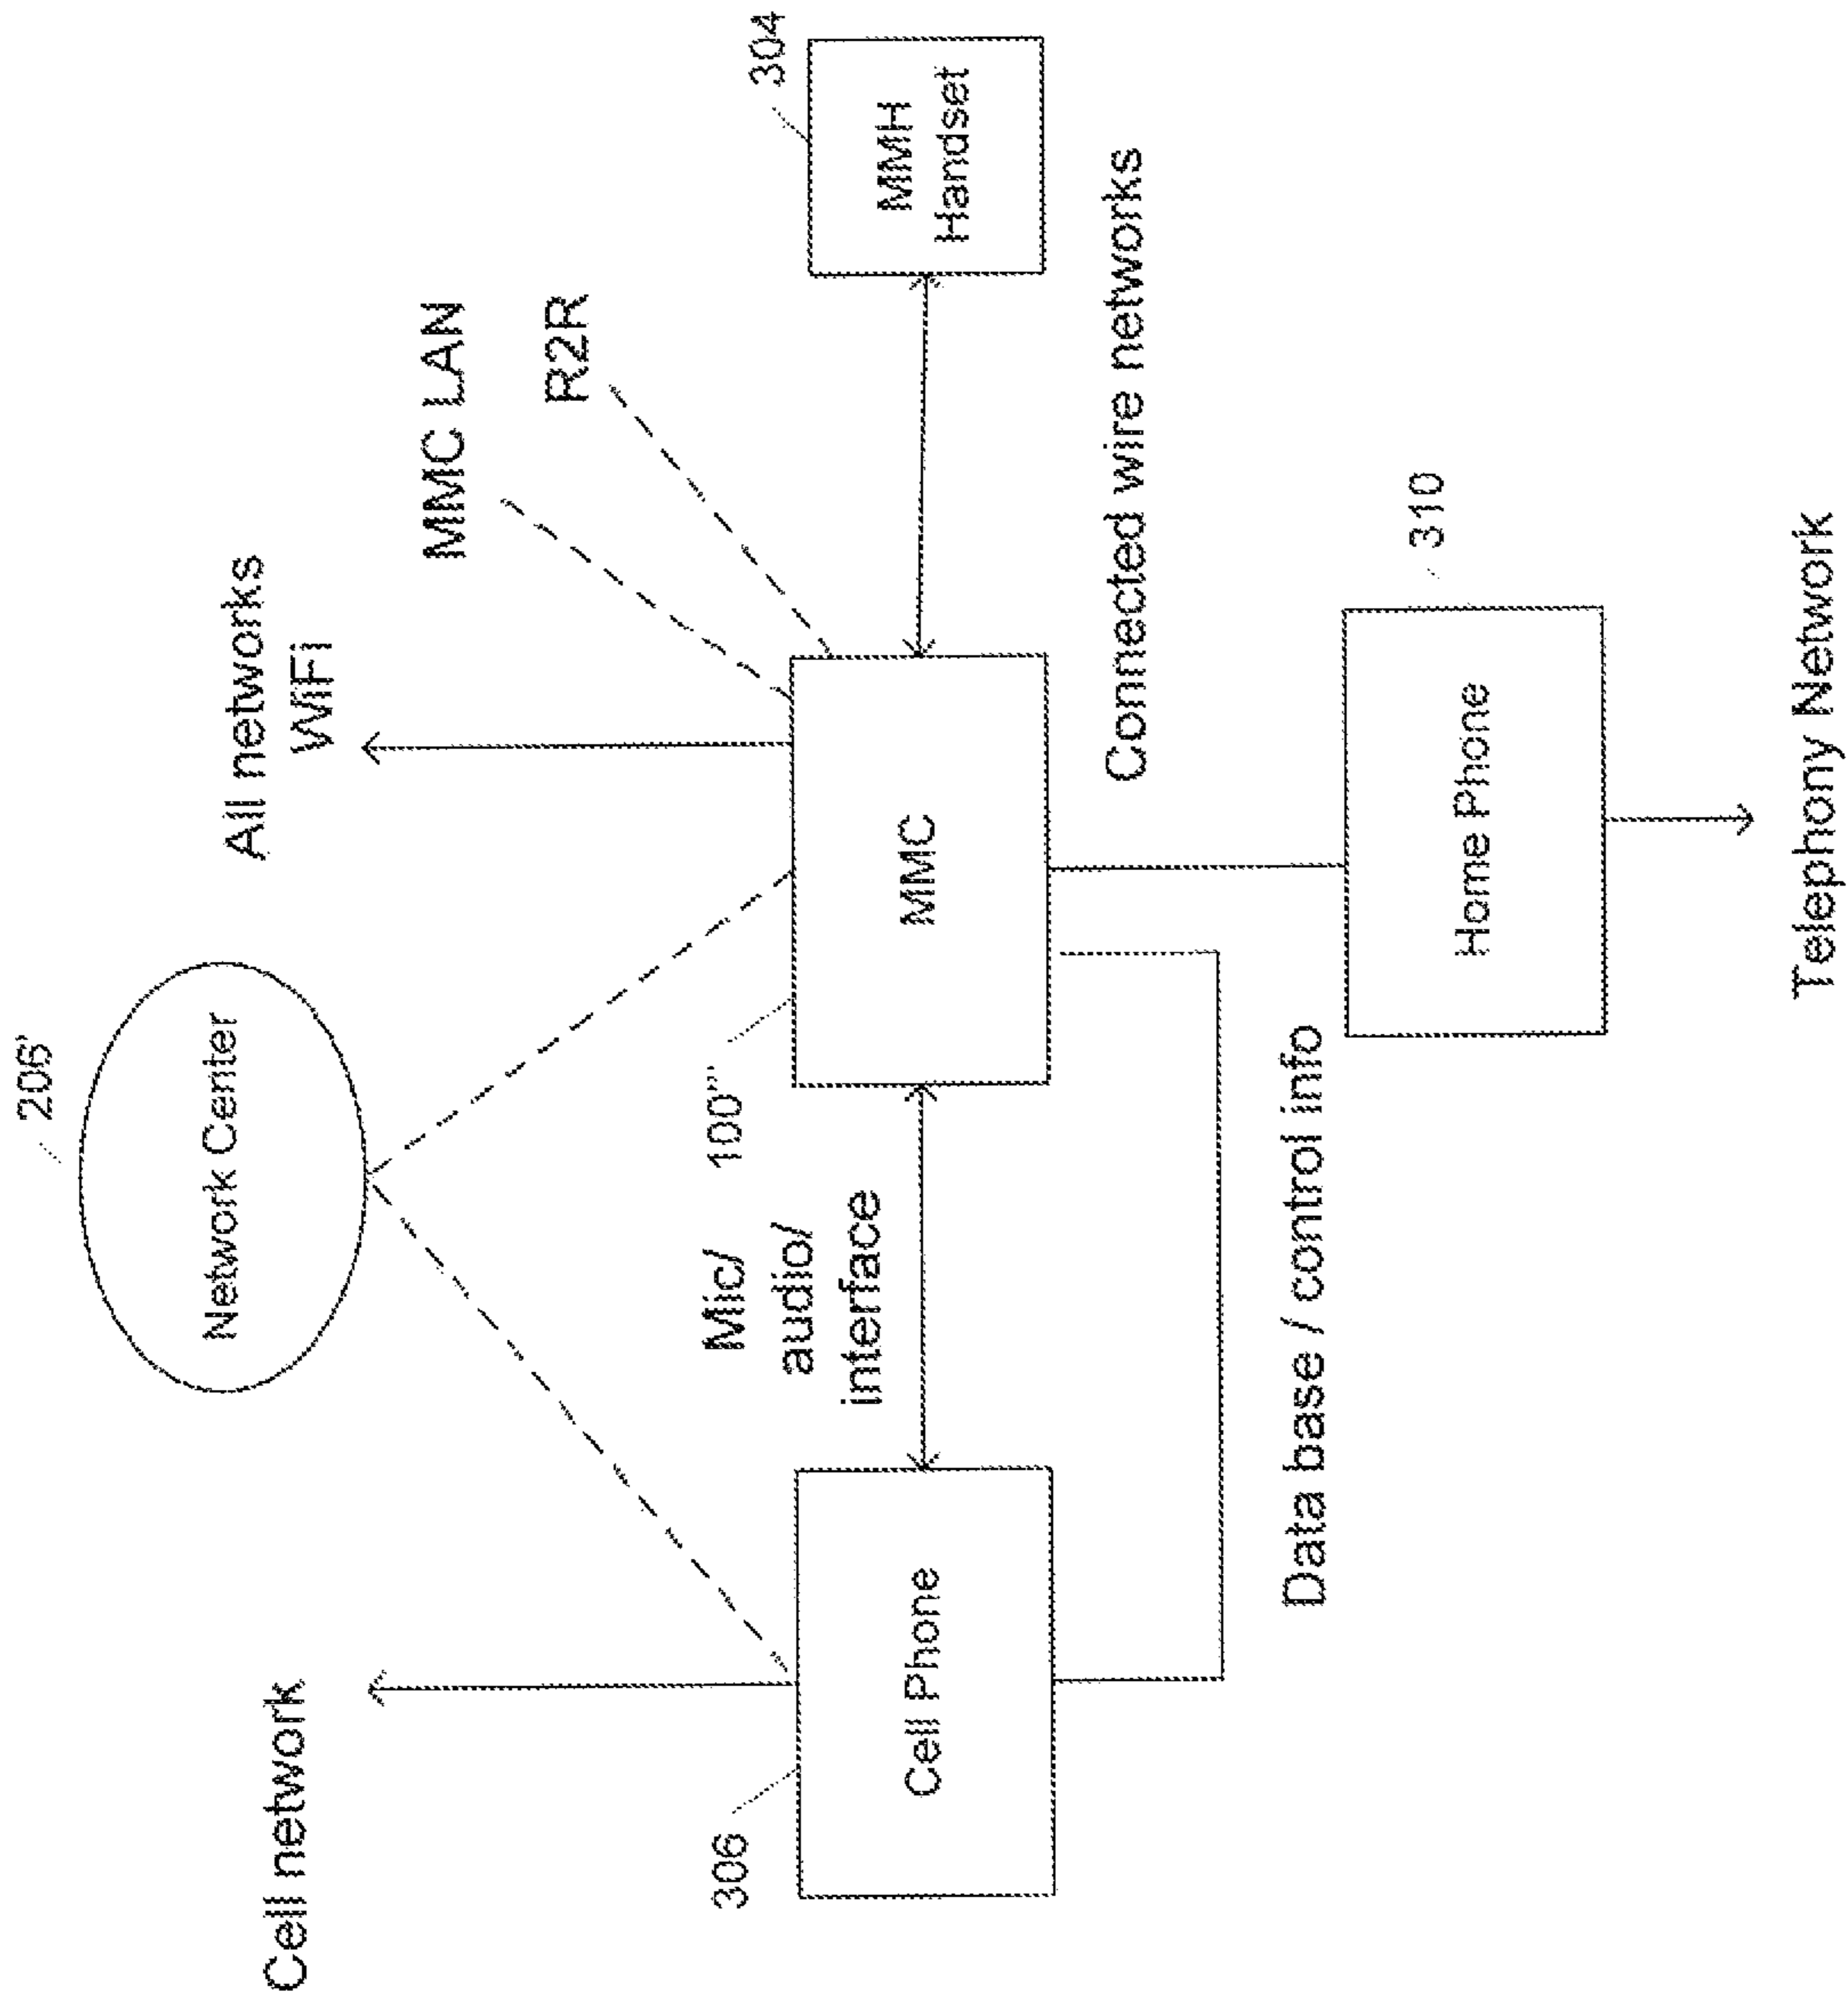 206'
Network Center
Cell network
All networks
WiFi
MMC LAN
R2R
306
Mic/
audio/
interface
100'''
304
Cell Phone
MMC
MMH
Handset
Connected wire networks
Data base / control info
310
Home Phone
Telephony Network